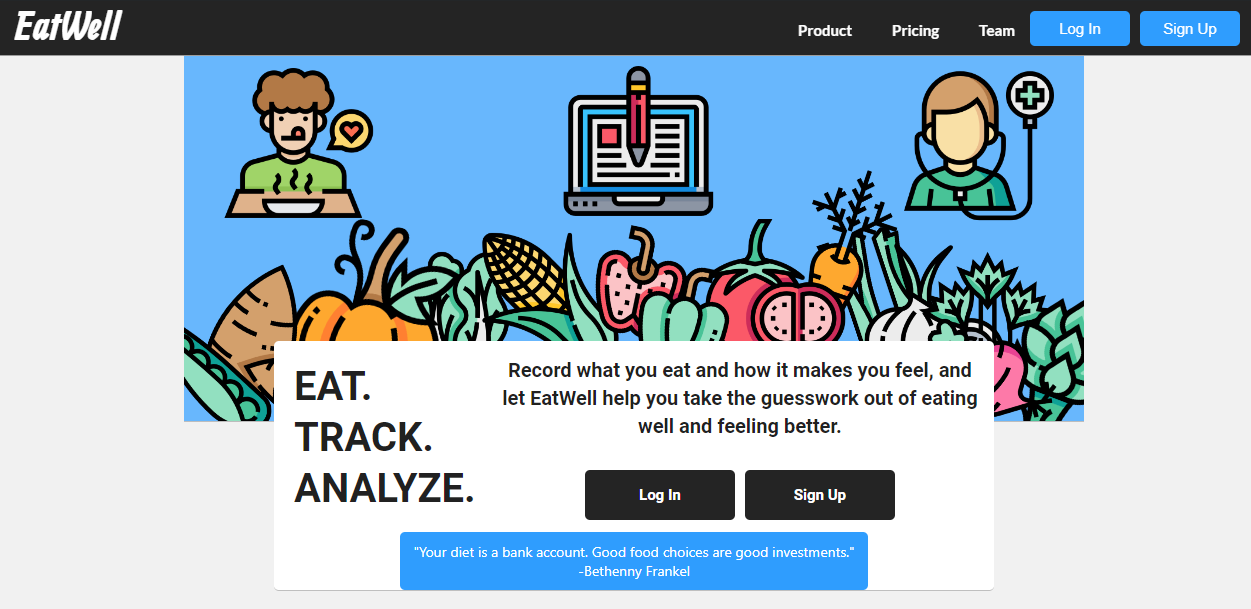 EatWell
Product Pricing Team Log In Sign Up
EAT.
TRACK.
ANALYZE.
Record what you eat and how it makes you feel, and
let EatWell help you take the guesswork out of eating
well and feeling better.
Log In Sign Up
"Your diet is a bank account. Good food choices are good investments."
-Bethenny Frankel